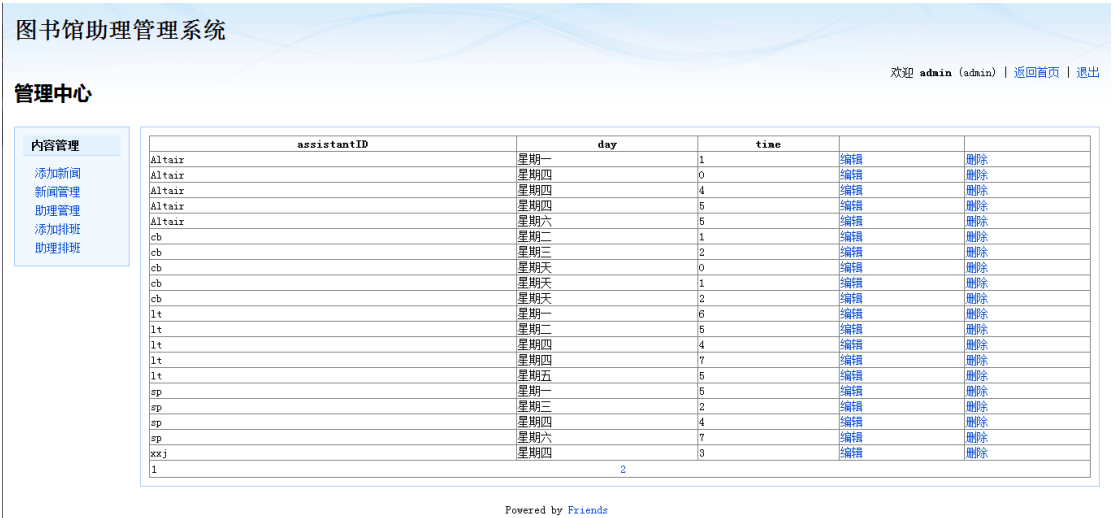 图书馆助理管理系统
欢迎 admin (admin) | 返回首页 | 退出
管理中心
内容管理
添加新闻
新闻管理
助理管理
添加排班
助理排班
assistantID day time
Altair 星期一 1 编辑 删除
Altair 星期四 0 编辑 删除
Altair 星期四 4 编辑 删除
Altair 星期四 5 编辑 删除
Altair 星期六 5 编辑 删除
cb 星期二 1 编辑 删除
cb 星期三 2 编辑 删除
cb 星期天 0 编辑 删除
cb 星期天 1 编辑 删除
cb 星期天 2 编辑 删除
lt 星期一 6 编辑 删除
lt 星期二 5 编辑 删除
lt 星期四 4 编辑 删除
lt 星期四 7 编辑 删除
lt 星期五 5 编辑 删除
sp 星期一 5 编辑 删除
sp 星期三 2 编辑 删除
sp 星期四 4 编辑 删除
sp 星期六 7 编辑 删除
xxj 星期四 3 编辑 删除
1 2
Powered by Friends